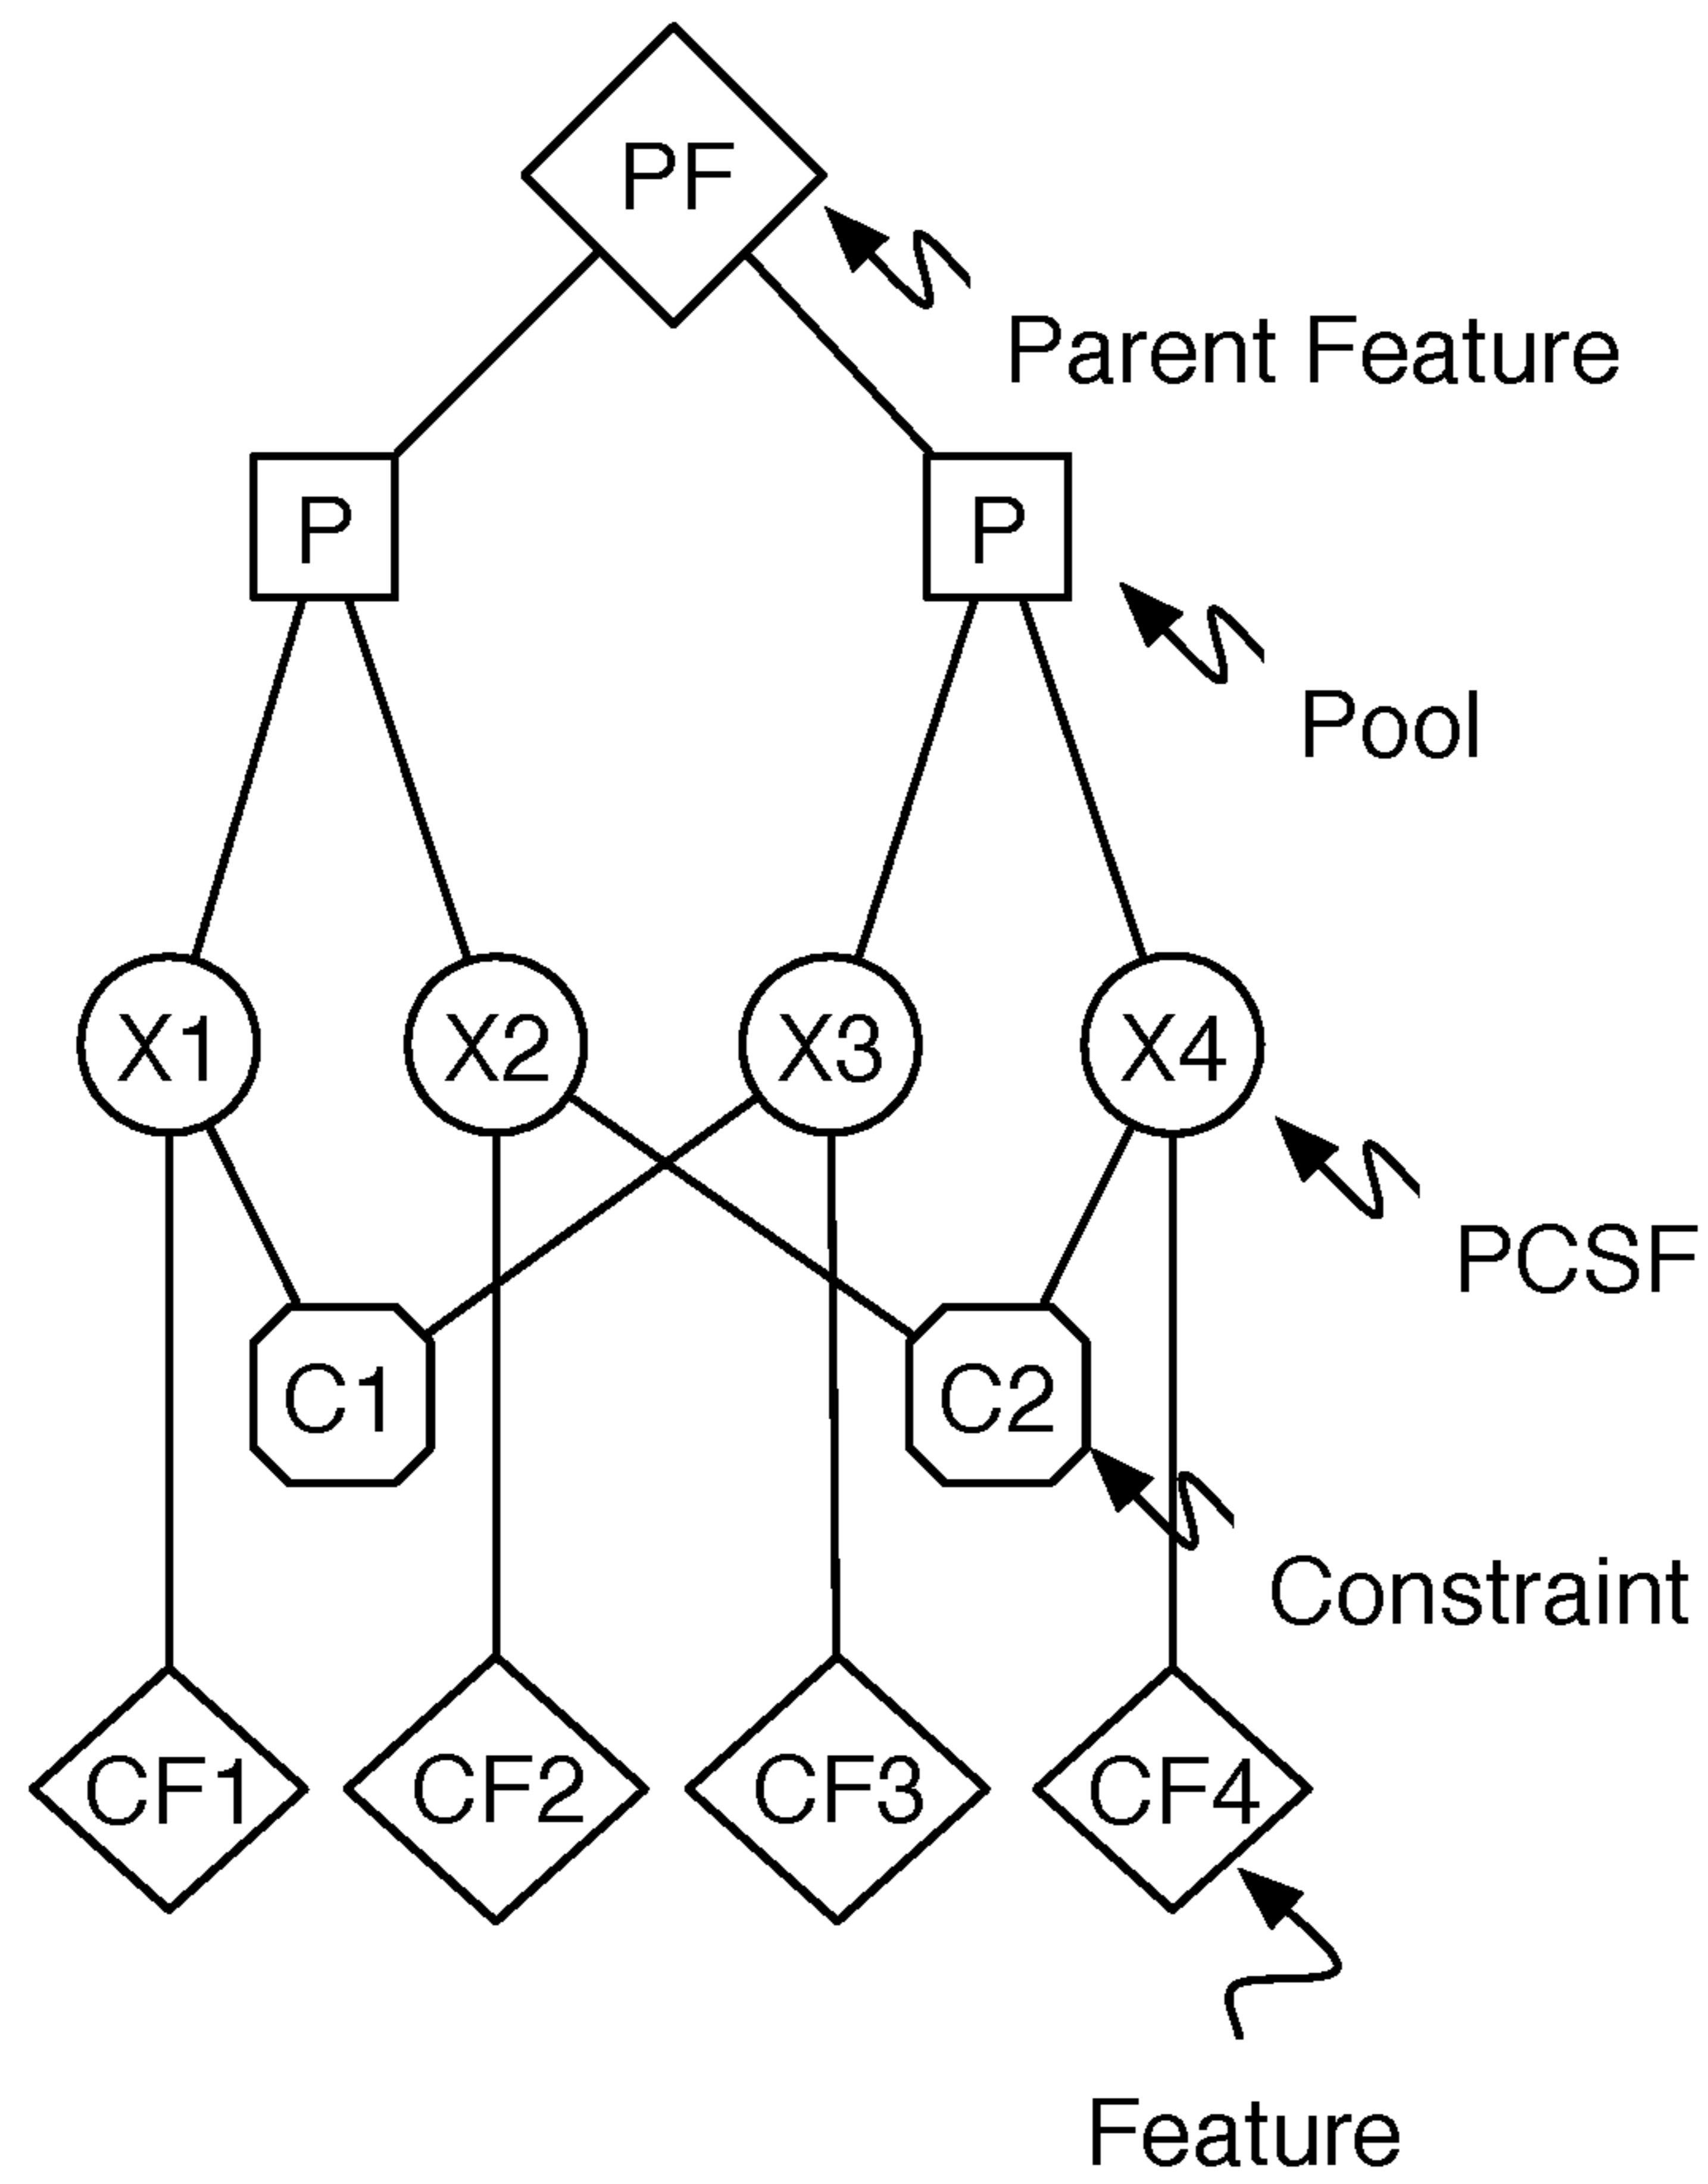 PF
Parent Feature
P
P
Pool
X1
X2
X3
X4
PCSF
C1
C2
Constraint
CF1
CF2
CF3
CF4
Feature